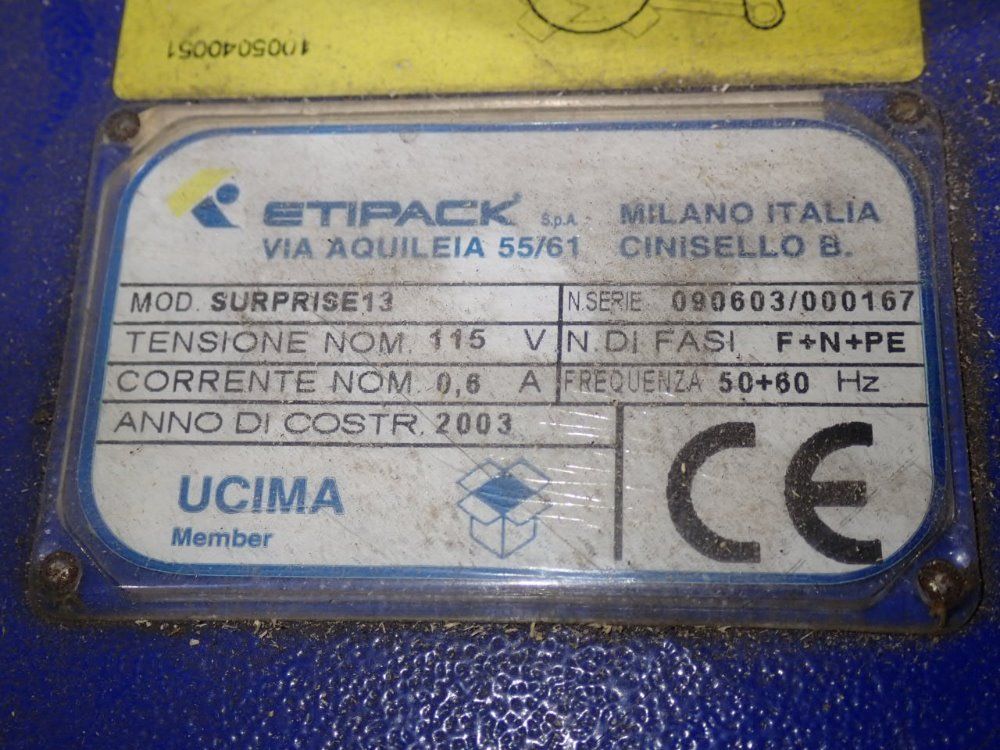 1005040051
ETIPACK S.p.A. MILANO ITALIA
VIA AQUILEIA 55/61 CINISELLO B.
MOD. SURPRISE13 N.SERIE 090603/000167
TENSIONE NOM. 115 V N.DI FASI F+N+PE
CORRENTE NOM. 0,6 A FREQUENZA 50+60 Hz
ANNO DI COSTR. 2003
UCIMA
Member
CE